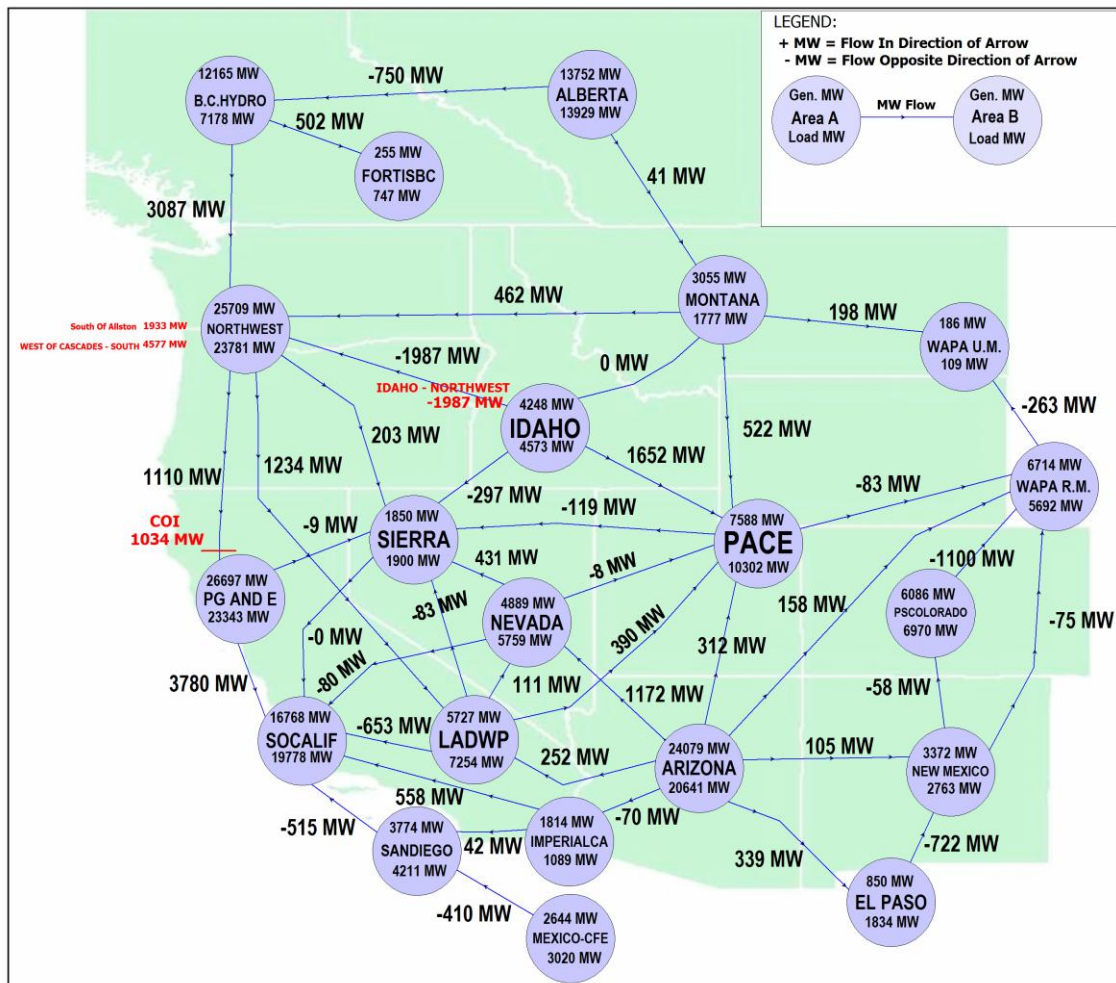 LEGEND:
+ MW = Flow In Direction of Arrow
- MW = Flow Opposite Direction of Arrow
Gen. MW
Area A
Load MW
MW Flow
Gen. MW
Area B
Load MW
12165 MW
B.C.HYDRO
7178 MW
-750 MW
13752 MW
ALBERTA
13929 MW
502 MW
255 MW
FORTISBC
747 MW
41 MW
3087 MW
3055 MW
MONTANA
1777 MW
462 MW
198 MW
25709 MW
NORTHWEST
23781 MW
South Of Allston 1933 MW
WEST OF CASCADES - SOUTH 4577 MW
186 MW
WAPA U.M.
109 MW
-1987 MW
0 MW
IDAHO - NORTHWEST
-1987 MW
4248 MW
IDAHO
4573 MW
-263 MW
203 MW
522 MW
1652 MW
1110 MW
1234 MW
-297 MW
-83 MW
6714 MW
WAPA R.M.
5692 MW
COI
1034 MW
-9 MW
-119 MW
1850 MW
SIERRA
1900 MW
7588 MW
PACE
10302 MW
431 MW
-8 MW
-1100 MW
26697 MW
PG AND E
23343 MW
-83 MW
4889 MW
NEVADA
5759 MW
390 MW
158 MW
6086 MW
PSCOLORADO
6970 MW
-75 MW
-0 MW
312 MW
-80 MW
3780 MW
111 MW
1172 MW
-58 MW
16768 MW
SOCALIF
19778 MW
-653 MW
5727 MW
LADWP
7254 MW
252 MW
24079 MW
ARIZONA
20641 MW
105 MW
3372 MW
NEW MEXICO
2763 MW
558 MW
-70 MW
-515 MW
3774 MW
SANDIEGO
4211 MW
42 MW
1814 MW
IMPERIALCA
1089 MW
339 MW
-722 MW
850 MW
EL PASO
1834 MW
-410 MW
2644 MW
MEXICO-CFE
3020 MW